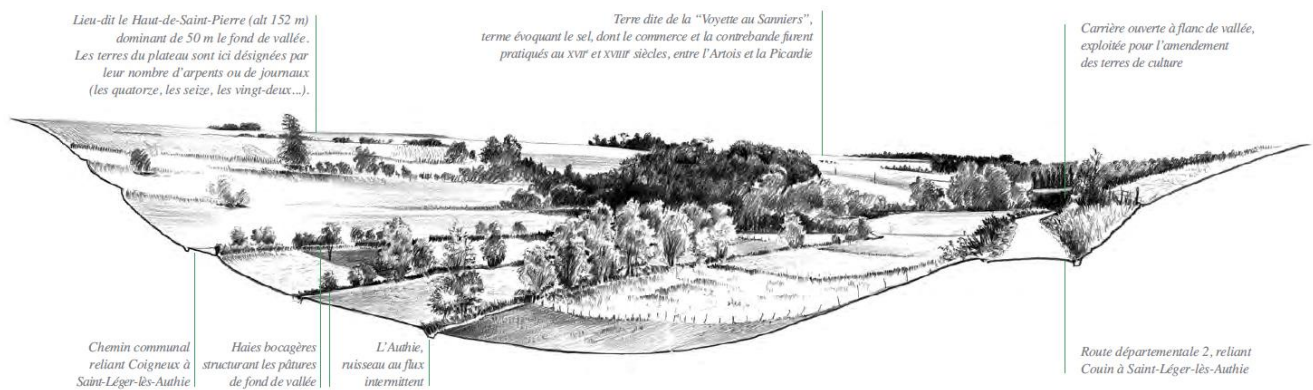 Lieu-dit le Haut-de-Saint-Pierre (alt 152 m)
dominant de 50 m le fond de vallée.
Les terres du plateau sont ici désignées par
leur nombre d'arpents ou de journaux
(les quatorze, les seize, les vingt-deux...).
Terre dite de la “Voyette au Sanniers”,
terme évoquant le sel, dont le commerce et la contrebande furent
pratiqués au XVIIe et XVIIIe siècles, entre l'Artois et la Picardie
Carrière ouverte à flanc de vallée,
exploitée pour l'amendement
des terres de culture
Chemin communal
reliant Coigneux à
Saint-Léger-lès-Authie
Haies bocagères
structurant les pâtures
de fond de vallée
L'Authie,
ruisseau au flux
intermittent
Route départementale 2, reliant
Couin à Saint-Léger-lès-Authie